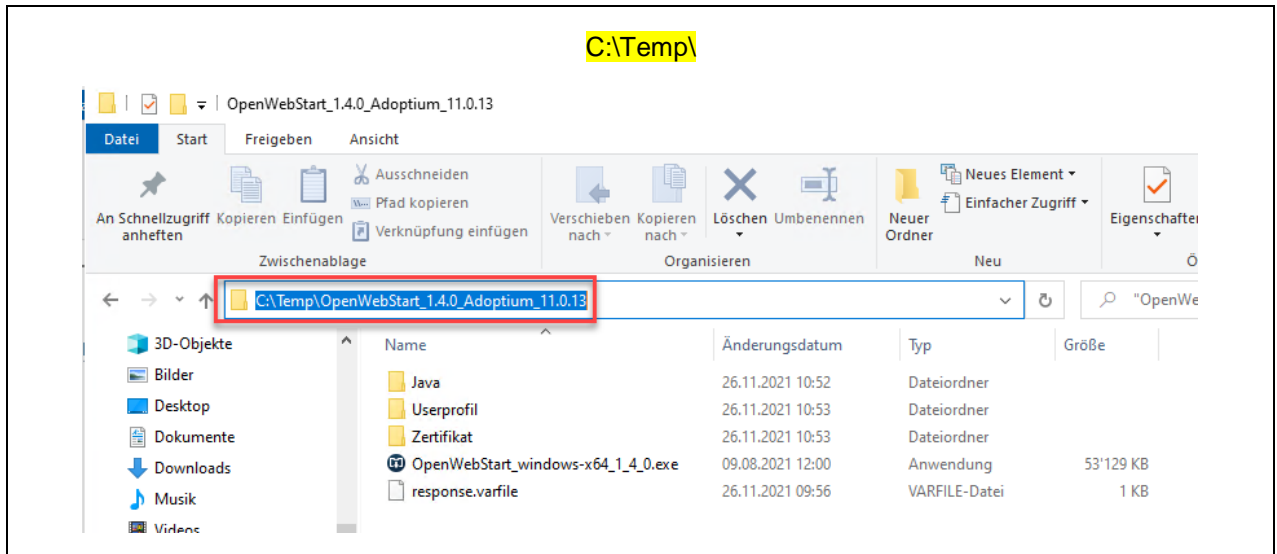 C:\Temp\
OpenWebStart_1.4.0_Adoptium_11.0.13
Datei Start Freigeben Ansicht
An Schnellzugriff anheften
Kopieren
Einfügen
Ausschneiden
Pfad kopieren
Verknüpfung einfügen
Zwischenablage
Verschieben nach
Kopieren nach
Löschen
Umbenennen
Organisieren
Neuer Ordner
Neues Element
Einfacher Zugriff
Neu
Eigenschafte
Ö
C:\Temp\OpenWebStart_1.4.0_Adoptium_11.0.13
"OpenWe
3D-Objekte
Bilder
Desktop
Dokumente
Downloads
Musik
Videos
Name Änderungsdatum Typ Größe
Java 26.11.2021 10:52 Dateiordner
Userprofil 26.11.2021 10:53 Dateiordner
Zertifikat 26.11.2021 10:53 Dateiordner
OpenWebStart_windows-x64_1_4_0.exe 09.08.2021 12:00 Anwendung 53'129 KB
response.varfile 26.11.2021 09:56 VARFILE-Datei 1 KB